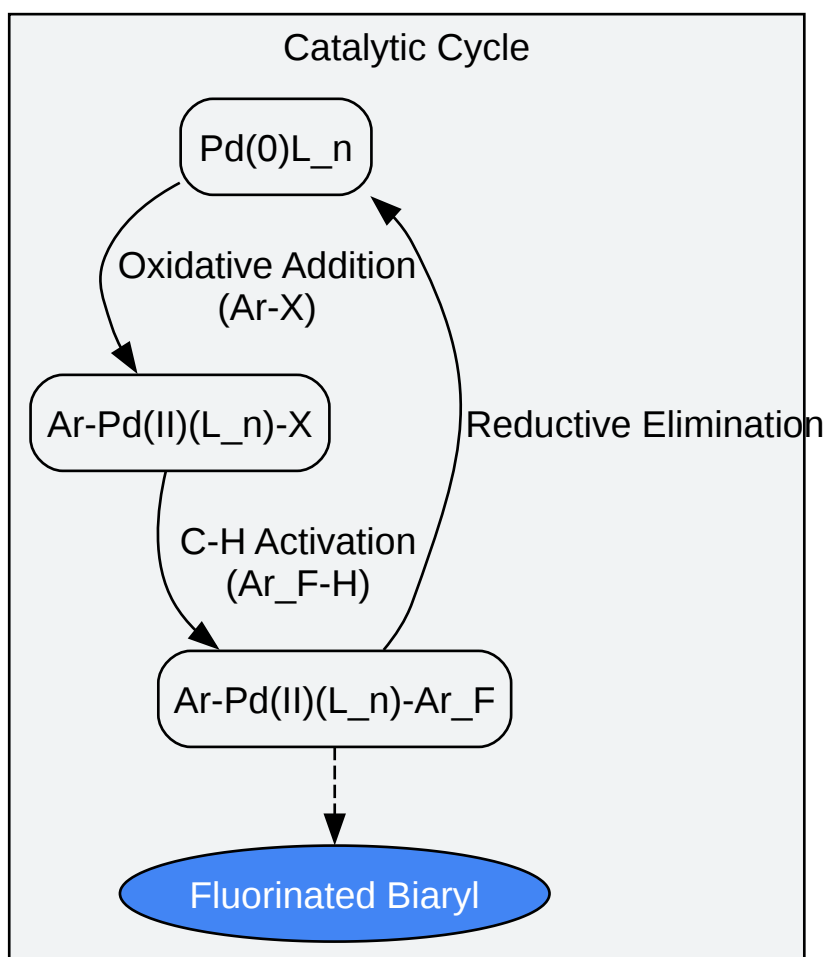 Catalytic Cycle
Pd(0)L_n
Oxidative Addition
(Ar-X)
Ar-Pd(II)(L_n)-X
Reductive Elimination
C-H Activation
(Ar_F-H)
Ar-Pd(II)(L_n)-Ar_F
Fluorinated Biaryl